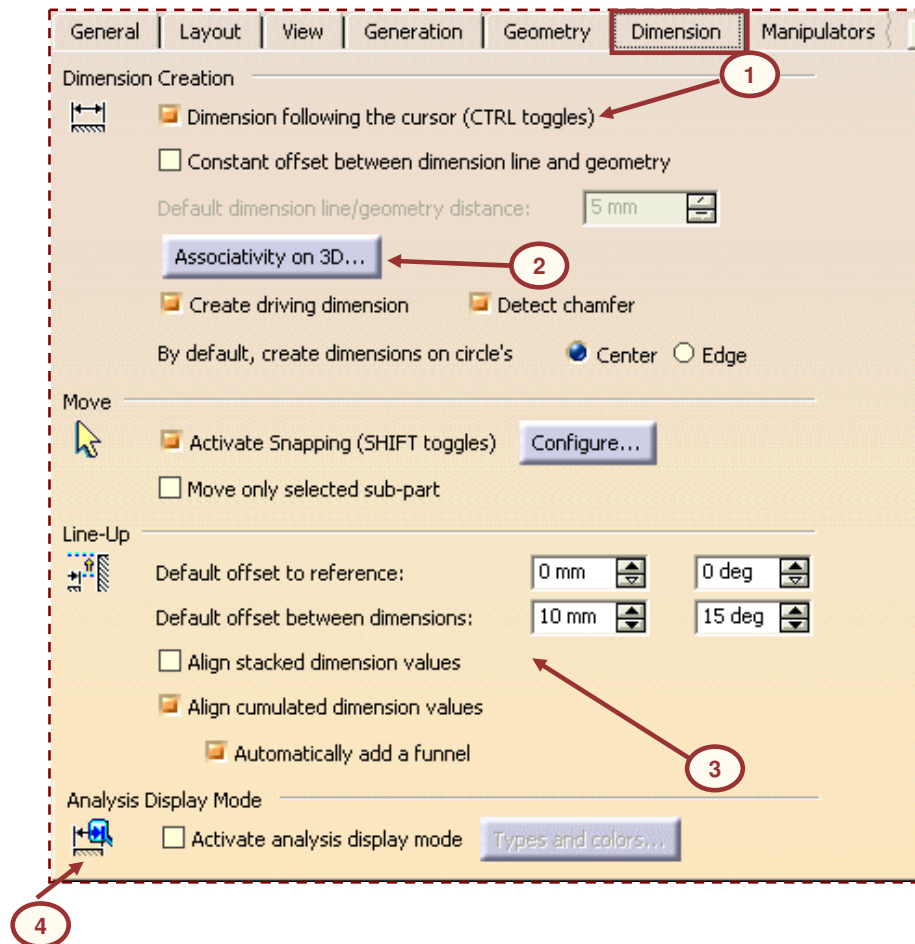 General Layout View Generation Geometry Dimension Manipulators
Dimension Creation
1
Dimension following the cursor (CTRL toggles)
Constant offset between dimension line and geometry
Default dimension line/geometry distance: 5 mm
Associativity on 3D...
2
Create driving dimension Detect chamfer
By default, create dimensions on circle's Center Edge
Move
Activate Snapping (SHIFT toggles) Configure...
Move only selected sub-part
Line-Up
Default offset to reference: 0 mm 0 deg
Default offset between dimensions: 10 mm 15 deg
Align stacked dimension values
Align cumulated dimension values
Automatically add a funnel
3
Analysis Display Mode
Activate analysis display mode Types and colors...
4